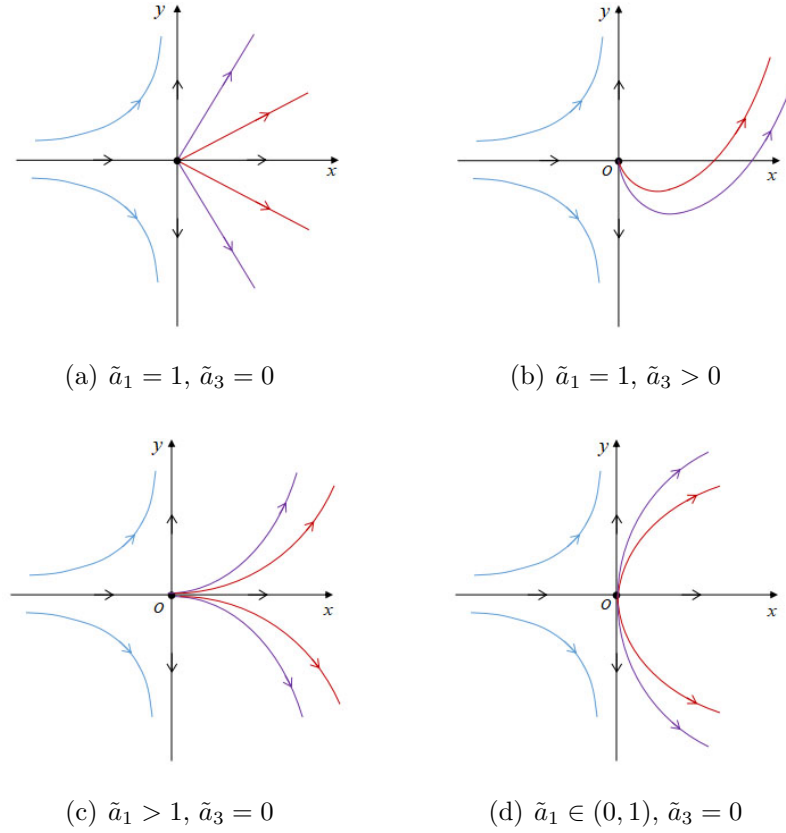 y
x
y
o
x
(a) ã₁ = 1, ã₃ = 0
(b) ã₁ = 1, ã₃ > 0
y
o
x
y
o
x
(c) ã₁ > 1, ã₃ = 0
(d) ã₁ ∈ (0, 1), ã₃ = 0